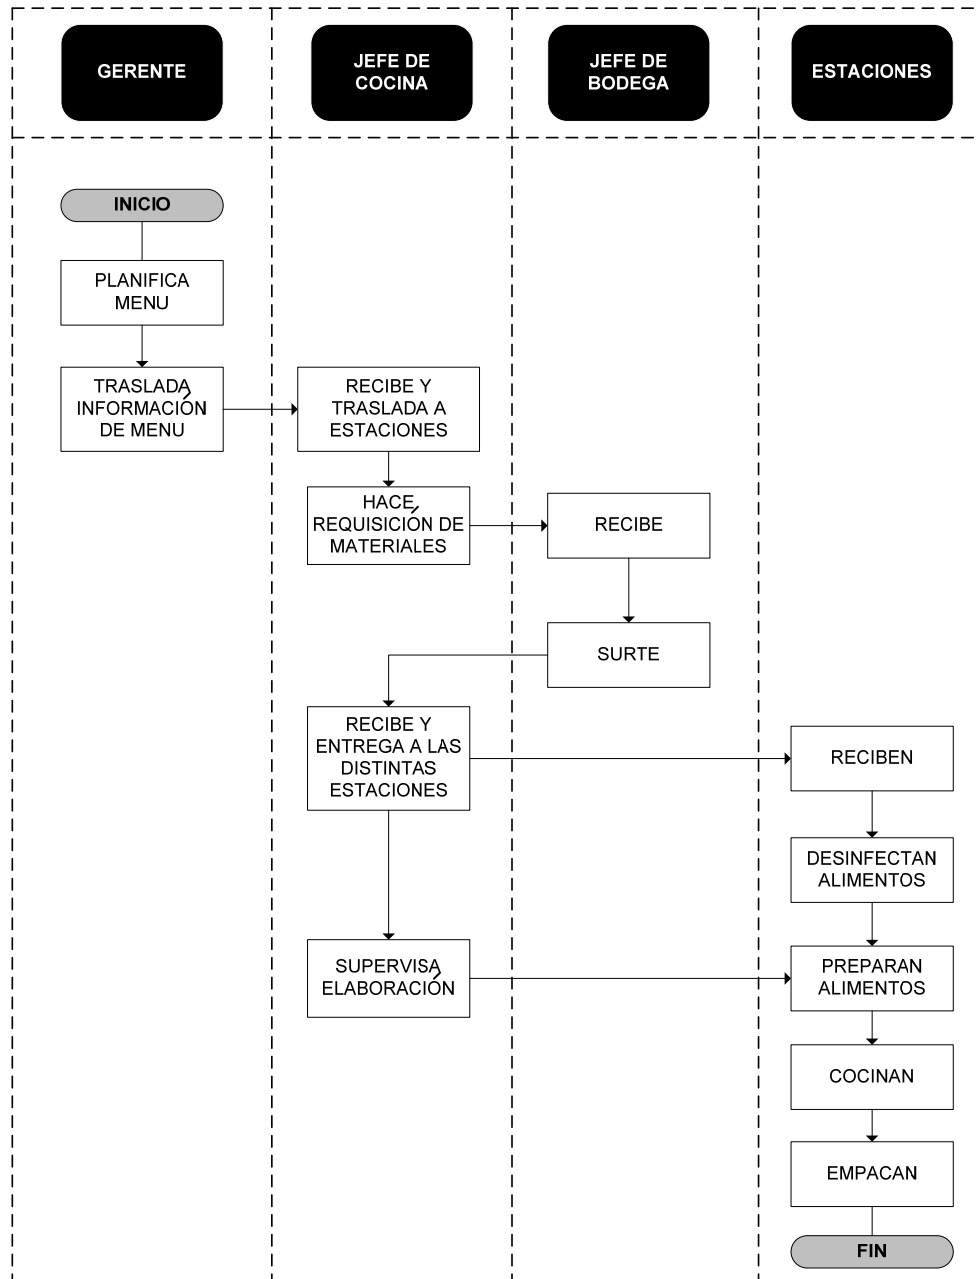 GERENTE
JEFE DE
COCINA
JEFE DE
BODEGA
ESTACIONES
INICIO
PLANIFICA
MENU
TRASLADA
INFORMACIÓN
DE MENU
RECIBE Y
TRASLADA A
ESTACIONES
HACE
REQUISICIÓN DE
MATERIALES
RECIBE
SURTE
RECIBE Y
ENTREGA A LAS
DISTINTAS
ESTACIONES
RECIBEN
DESINFECTAN
ALIMENTOS
SUPERVISA
ELABORACIÓN
PREPARAN
ALIMENTOS
COCINAN
EMPACAN
FIN